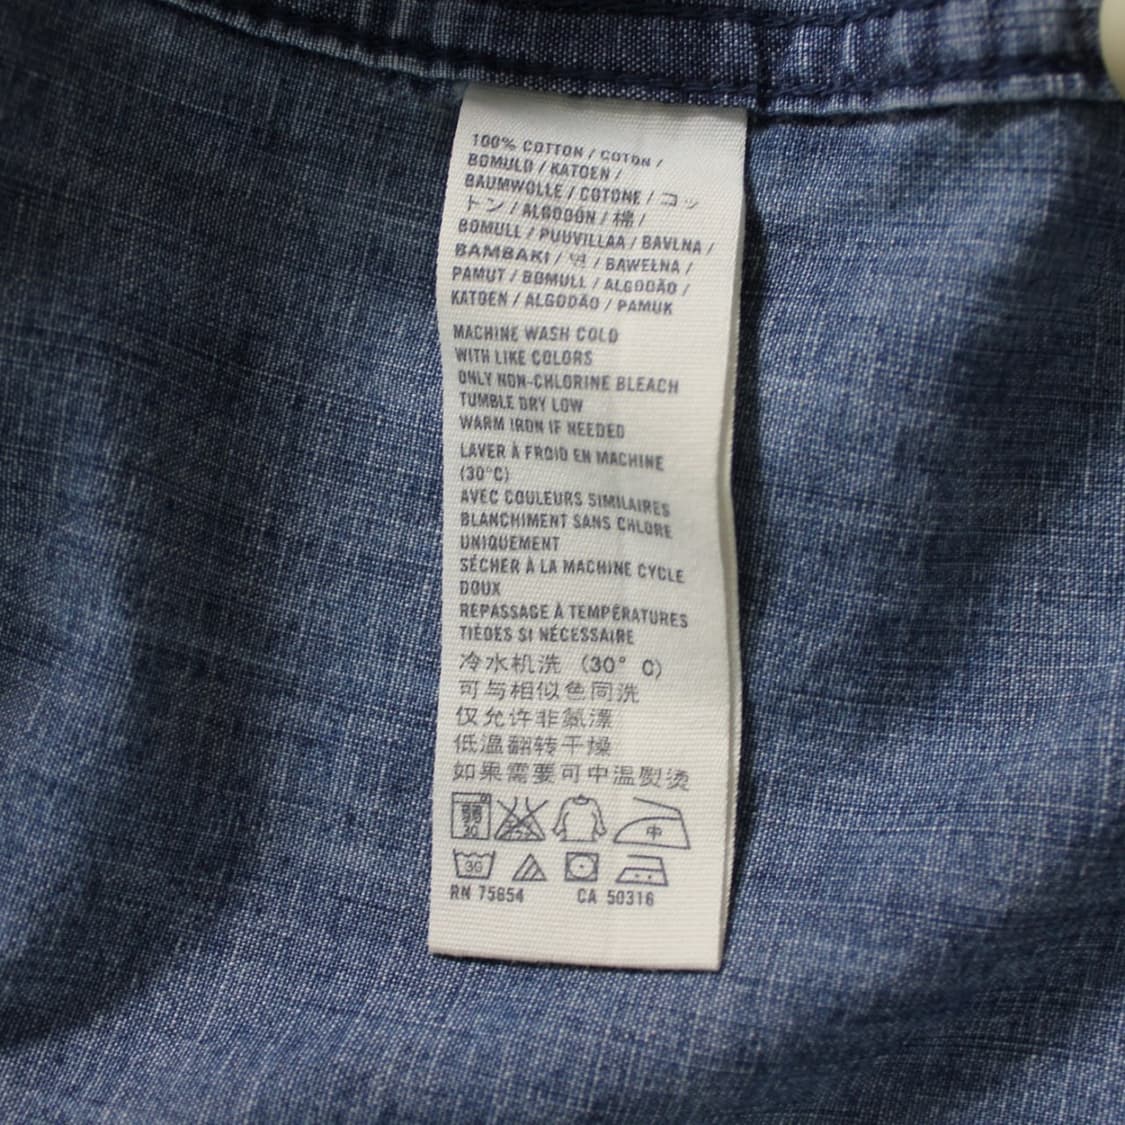 100% COTTON / COTON /
BOMULD / KATOEN /
BAUMWOLLE / COTONE / コッ
トン / ALGODÓN / 棉 /
BOMULL / PUUVILLAA / BAVLNA /
BAMBAKI / 면 / BAWEŁNA /
PAMUT / BOMULL / ALGODÃO /
KATOEN / ALGODÃO / PAMUK
MACHINE WASH COLD
WITH LIKE COLORS
ONLY NON-CHLORINE BLEACH
TUMBLE DRY LOW
WARM IRON IF NEEDED
LAVER À FROID EN MACHINE
(30°C)
AVEC COULEURS SIMILAIRES
BLANCHIMENT SANS CHLORE
UNIQUEMENT
SÉCHER À LA MACHINE CYCLE
DOUX
REPASSAGE À TEMPÉRATURES
TIÈDES SI NÉCESSAIRE
冷水机洗 (30° C)
可与相似色同洗
仅允许非氯漂
低温翻转干燥
如果需要可中温熨烫
30 中
30
RN 75654 CA 50316